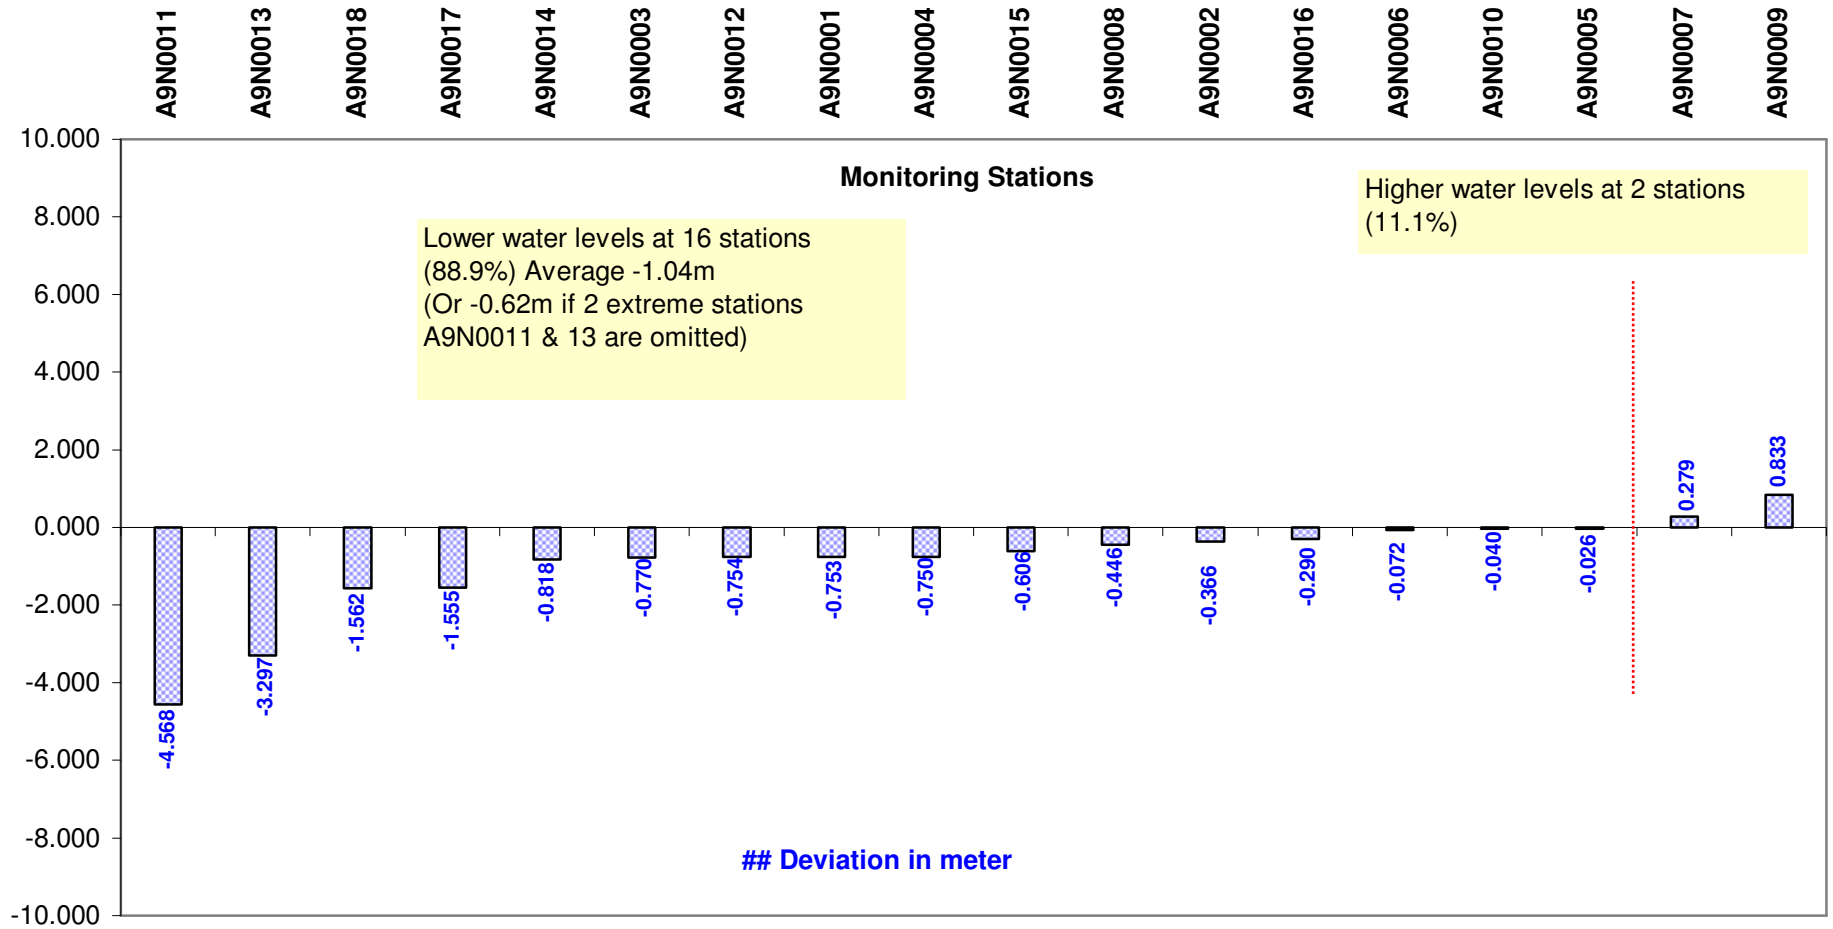 A9N0011
A9N0013
A9N0018
A9N0017
A9N0014
A9N0003
A9N0012
A9N0001
A9N0004
A9N0015
A9N0008
A9N0002
A9N0016
A9N0006
A9N0010
A9N0005
A9N0007
A9N0009
10.000
8.000
6.000
4.000
2.000
0.000
-2.000
-4.000
-6.000
-8.000
-10.000
Monitoring Stations
Lower water levels at 16 stations
(88.9%) Average -1.04m
(Or -0.62m if 2 extreme stations
A9N0011 & 13 are omitted)
Higher water levels at 2 stations
(11.1%)
-4.568
-3.297
-1.562
-1.555
-0.818
-0.770
-0.754
-0.753
-0.750
-0.606
-0.446
-0.366
-0.290
-0.072
-0.040
-0.026
0.279
0.833
## Deviation in meter